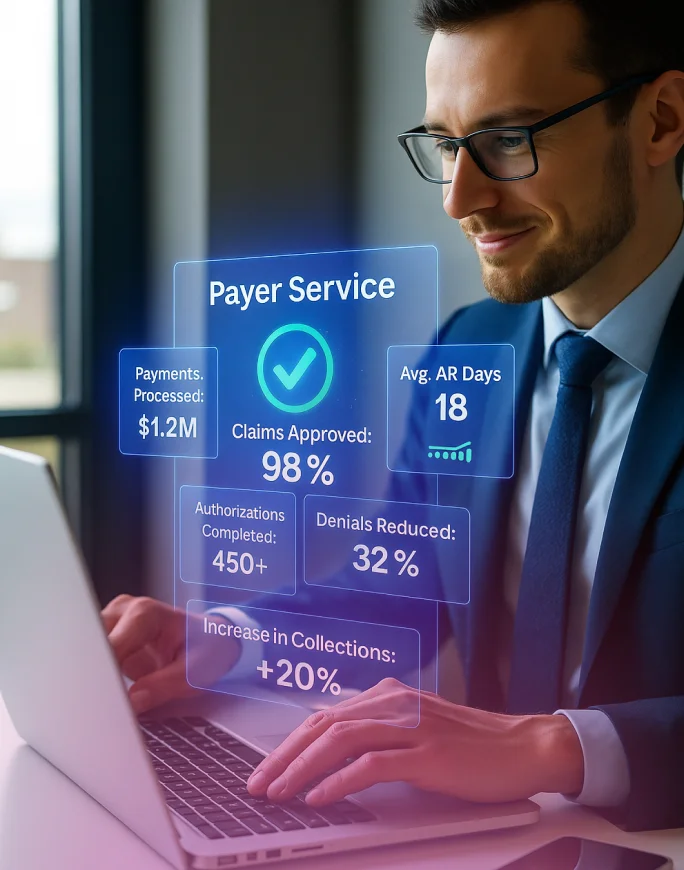 Payer Service
Payments.
Processed:
$1.2M
Claims Approved:
98%
Avg. AR Days
18
Authorizations
Completed:
450+
Denials Reduced:
32%
Increase in Collections:
+20%